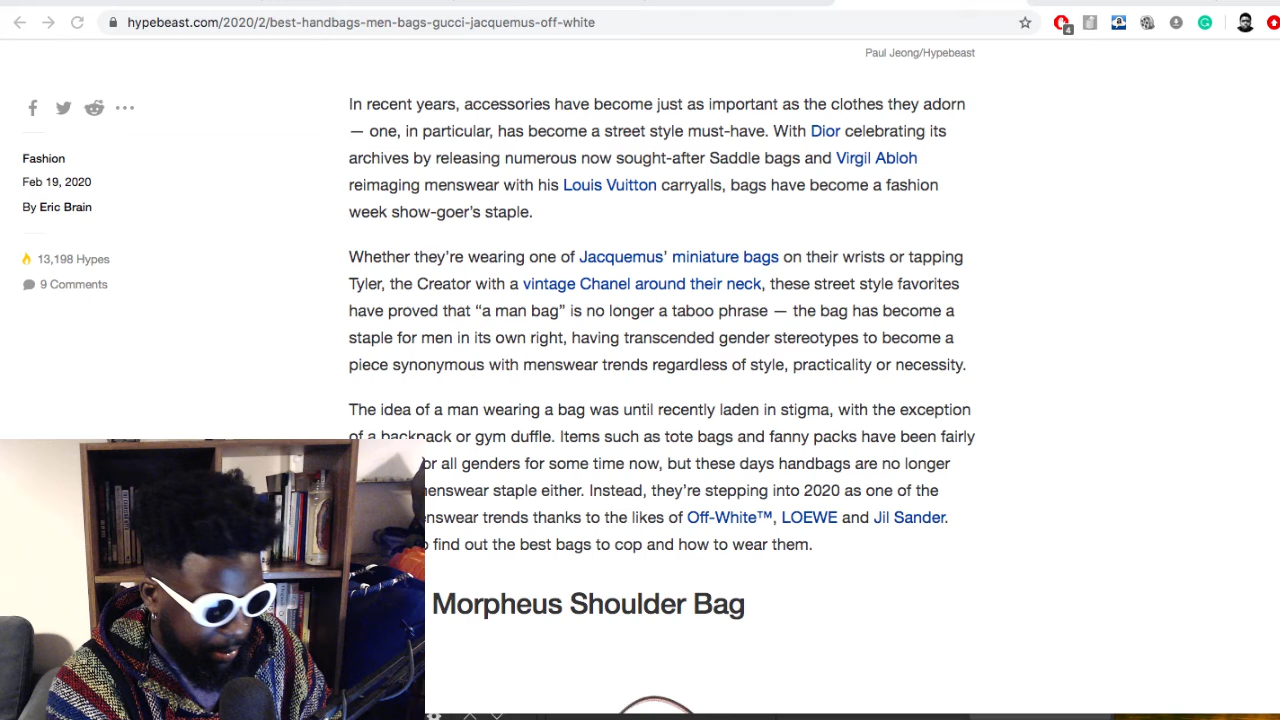 hypebeast.com/2020/2/best-handbags-men-bags-gucci-jacquemus-off-white
4
Paul Jeong/Hypebeast
Fashion
Feb 19, 2020
By Eric Brain
13,198 Hypes
9 Comments
In recent years, accessories have become just as important as the clothes they adorn
— one, in particular, has become a street style must-have. With Dior celebrating its
archives by releasing numerous now sought-after Saddle bags and Virgil Abloh
reimaging menswear with his Louis Vuitton carryalls, bags have become a fashion
week show-goer’s staple.
Whether they’re wearing one of Jacquemus’ miniature bags on their wrists or tapping
Tyler, the Creator with a vintage Chanel around their neck, these street style favorites
have proved that “a man bag” is no longer a taboo phrase — the bag has become a
staple for men in its own right, having transcended gender stereotypes to become a
piece synonymous with menswear trends regardless of style, practicality or necessity.
The idea of a man wearing a bag was until recently laden in stigma, with the exception
of a backpack or gym duffle. Items such as tote bags and fanny packs have been fairly
or all genders for some time now, but these days handbags are no longer
enswear staple either. Instead, they’re stepping into 2020 as one of the
nswear trends thanks to the likes of Off-White™, LOEWE and Jil Sander.
find out the best bags to cop and how to wear them.
Morpheus Shoulder Bag